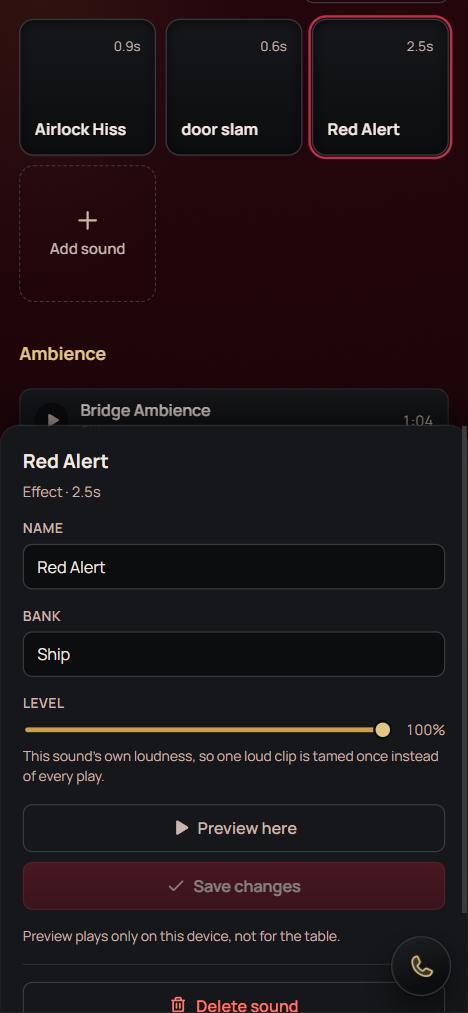 0.9s
Airlock Hiss
0.6s
door slam
2.5s
Red Alert
Add sound
Ambience
Bridge Ambience
1:04
Red Alert
Effect · 2.5s
NAME
Red Alert
BANK
Ship
LEVEL
100%
This sound's own loudness, so one loud clip is tamed once instead
of every play.
Preview here
Save changes
Preview plays only on this device, not for the table.
Delete sound